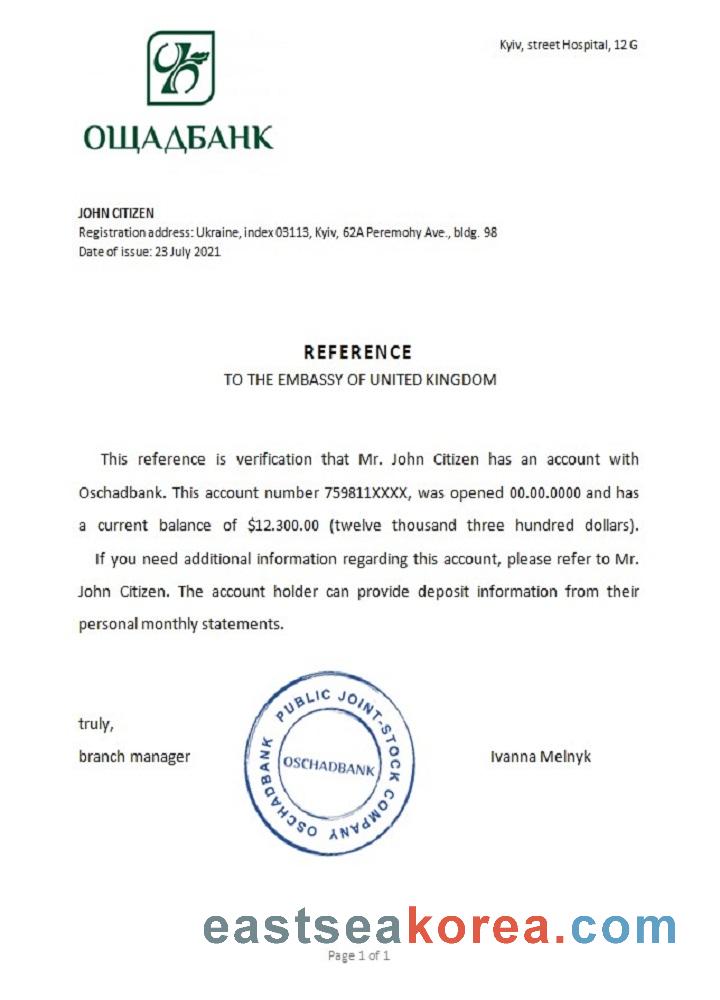 Kyiv, street Hospital, 12 G
ОЩАДБАНК
JOHN CITIZEN
Registration address: Ukraine, index 03113, Kyiv, 62A Peremohy Ave., bldg. 98
Date of issue: 23 July 2021
REFERENCE
TO THE EMBASSY OF UNITED KINGDOM
This reference is verification that Mr. John Citizen has an account with
Oschadbank. This account number 759811XXXX, was opened 00.00.0000 and has
a current balance of $12.300.00 (twelve thousand three hundred dollars).
If you need additional information regarding this account, please refer to Mr.
John Citizen. The account holder can provide deposit information from their
personal monthly statements.
truly,
branch manager
PUBLIC JOINT-STOCK COMPANY OSCHADBANK
OSCHADBANK
Ivanna Melnyk
eastseakorea.com
Page 1 of 1